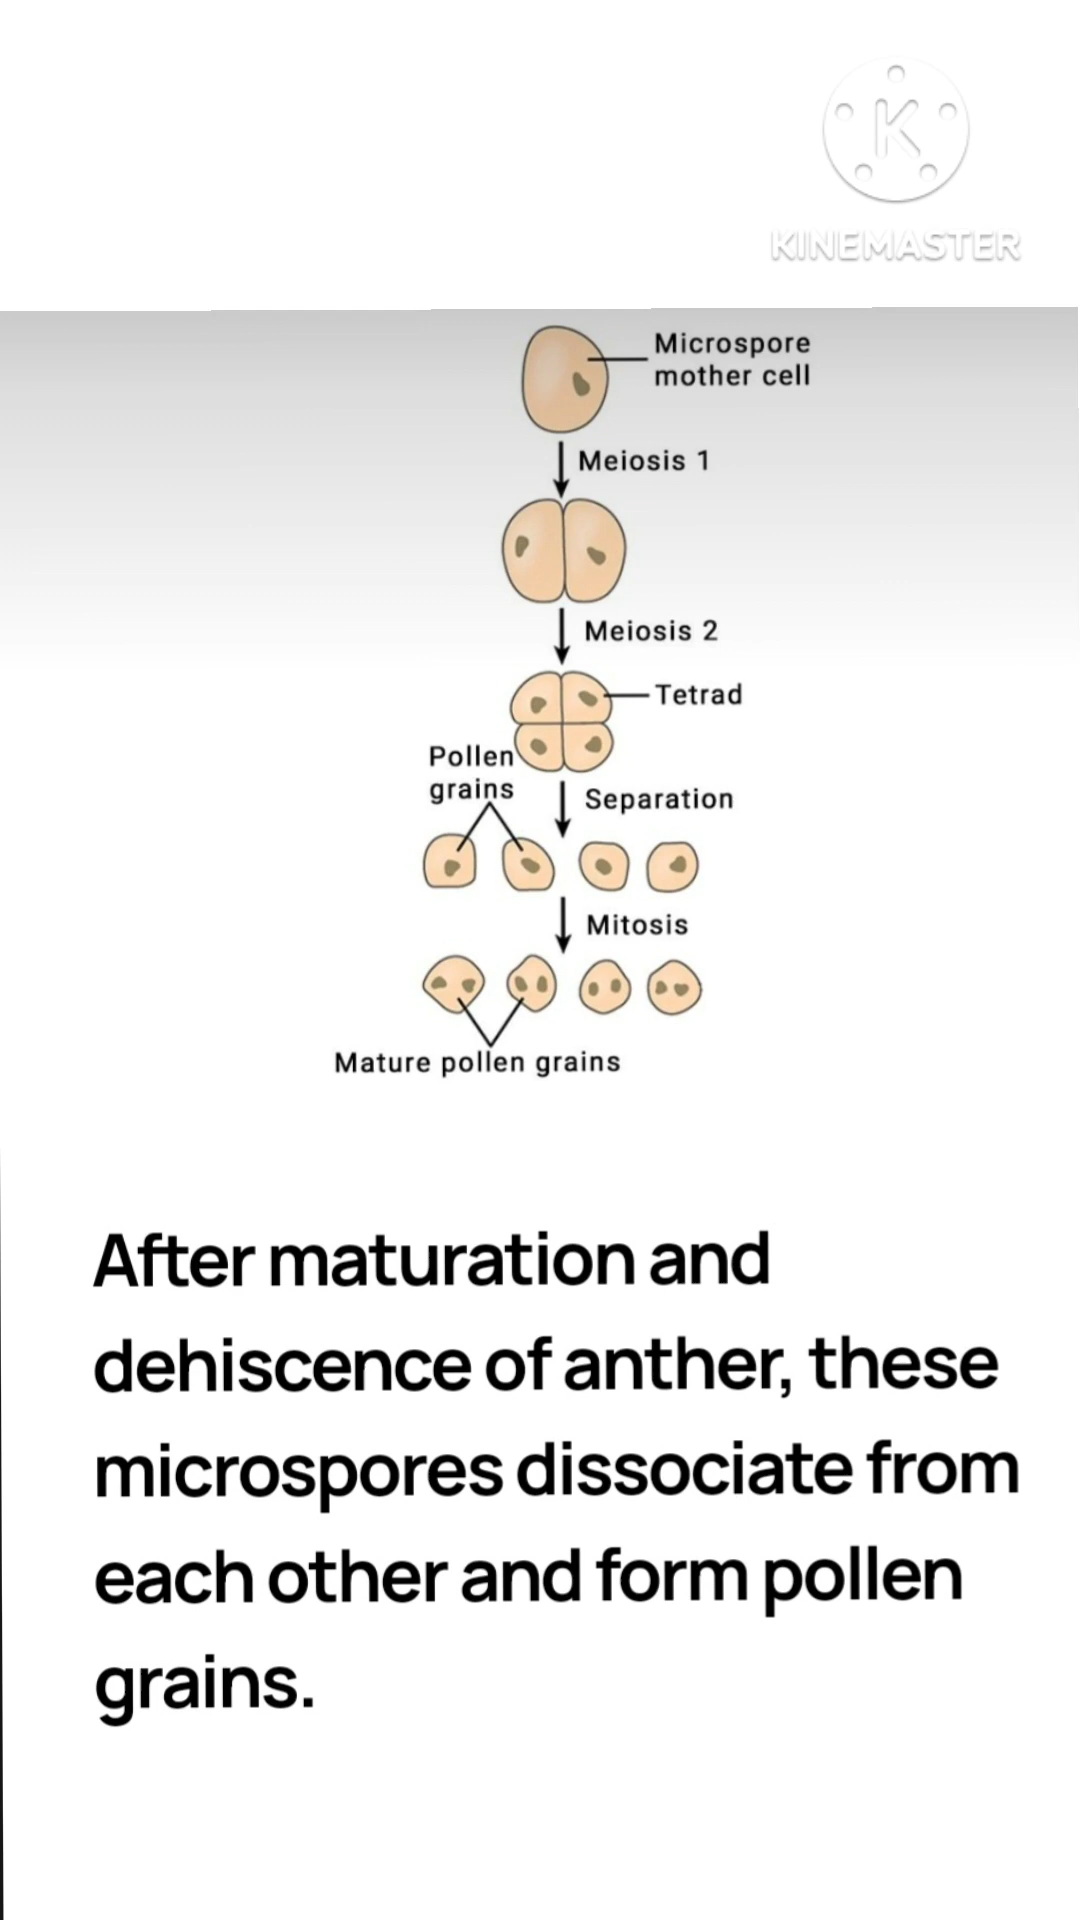 K
KINEMASTER
Microspore
mother cell
Meiosis 1
Meiosis 2
Tetrad
Pollen
grains
Separation
Mitosis
Mature pollen grains
After maturation and
dehiscence of anther, these
microspores dissociate from
each other and form pollen
grains.